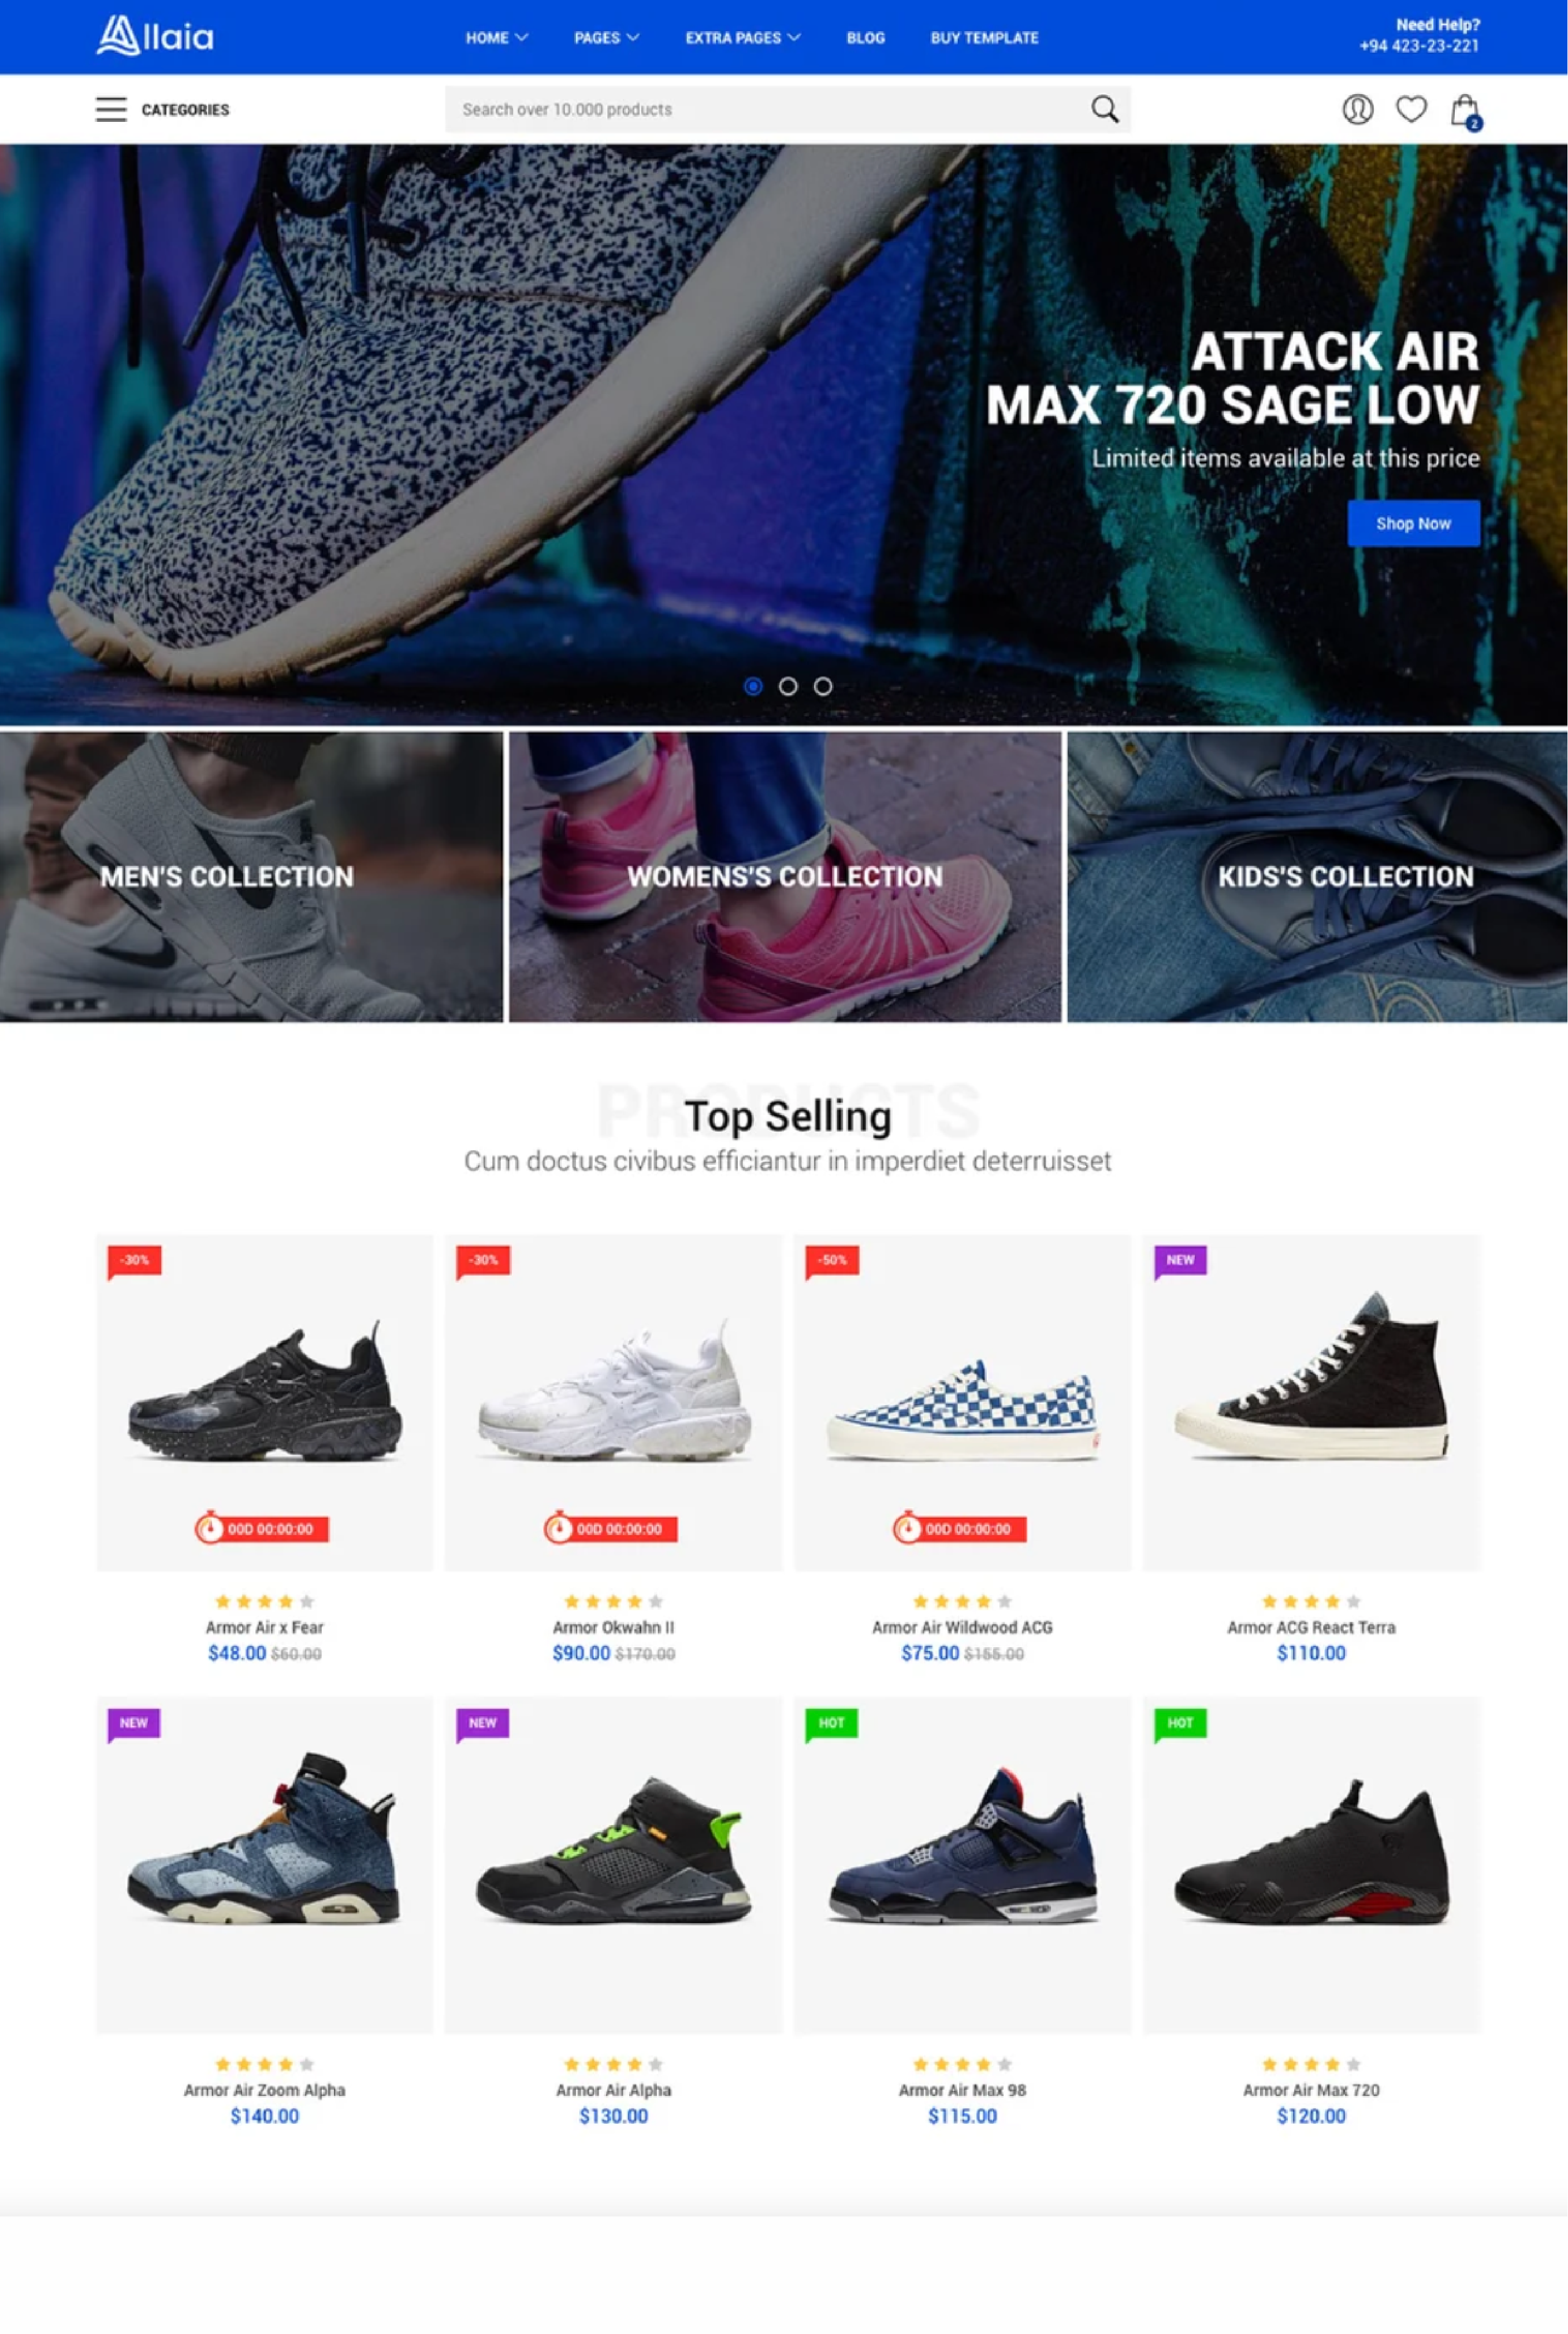 Allaia
HOME PAGES EXTRA PAGES BLOG BUY TEMPLATE
Need Help?
+94 423-23-221
CATEGORIES
Search over 10.000 products
2
ATTACK AIR
MAX 720 SAGE LOW
Limited items available at this price
Shop Now
MEN'S COLLECTION
WOMENS'S COLLECTION
KIDS'S COLLECTION
PRODUCTS
Top Selling
Cum doctus civibus efficiantur in imperdiet deterruisset
-30%
-30%
-50%
NEW
00D 00:00:00
00D 00:00:00
00D 00:00:00
Armor Air x Fear
$48.00 $60.00
Armor Okwahn II
$90.00 $170.00
Armor Air Wildwood ACG
$75.00 $155.00
Armor ACG React Terra
$110.00
NEW
NEW
HOT
HOT
Armor Air Zoom Alpha
$140.00
Armor Air Alpha
$130.00
Armor Air Max 98
$115.00
Armor Air Max 720
$120.00